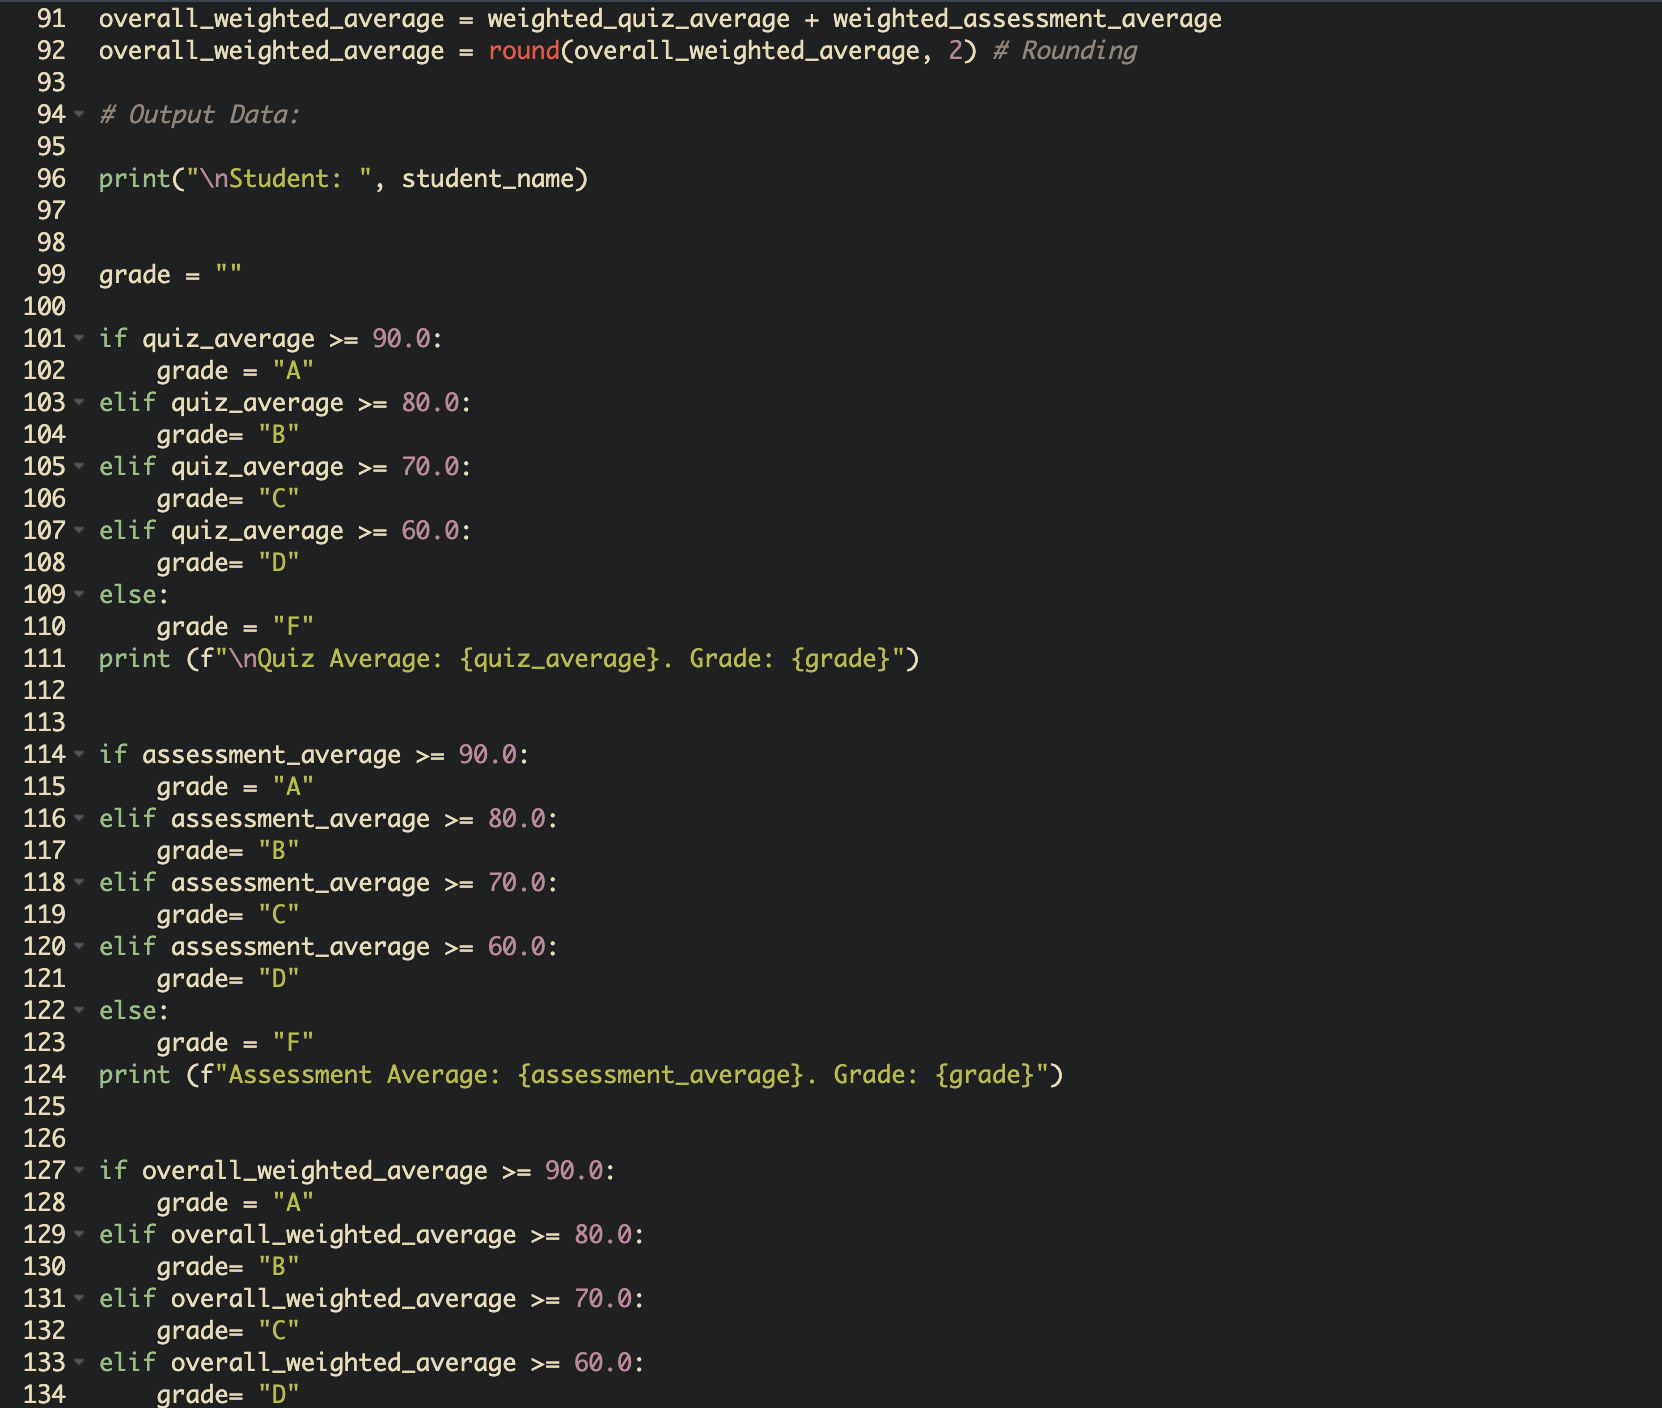 91 overall_weighted_average = weighted_quiz_average + weighted_assessment_average
92 overall_weighted_average = round(overall_weighted_average, 2) # Rounding
93
94 # Output Data:
95
96 print("\nStudent: ", student_name)
97
98
99 grade = ""
100
101 if quiz_average >= 90.0:
102     grade = "A"
103 elif quiz_average >= 80.0:
104     grade= "B"
105 elif quiz_average >= 70.0:
106     grade= "C"
107 elif quiz_average >= 60.0:
108     grade= "D"
109 else:
110     grade = "F"
111 print (f"\nQuiz Average: {quiz_average}. Grade: {grade}")
112
113
114 if assessment_average >= 90.0:
115     grade = "A"
116 elif assessment_average >= 80.0:
117     grade= "B"
118 elif assessment_average >= 70.0:
119     grade= "C"
120 elif assessment_average >= 60.0:
121     grade= "D"
122 else:
123     grade = "F"
124 print (f"Assessment Average: {assessment_average}. Grade: {grade}")
125
126
127 if overall_weighted_average >= 90.0:
128     grade = "A"
129 elif overall_weighted_average >= 80.0:
130     grade= "B"
131 elif overall_weighted_average >= 70.0:
132     grade= "C"
133 elif overall_weighted_average >= 60.0:
134     grade= "D"